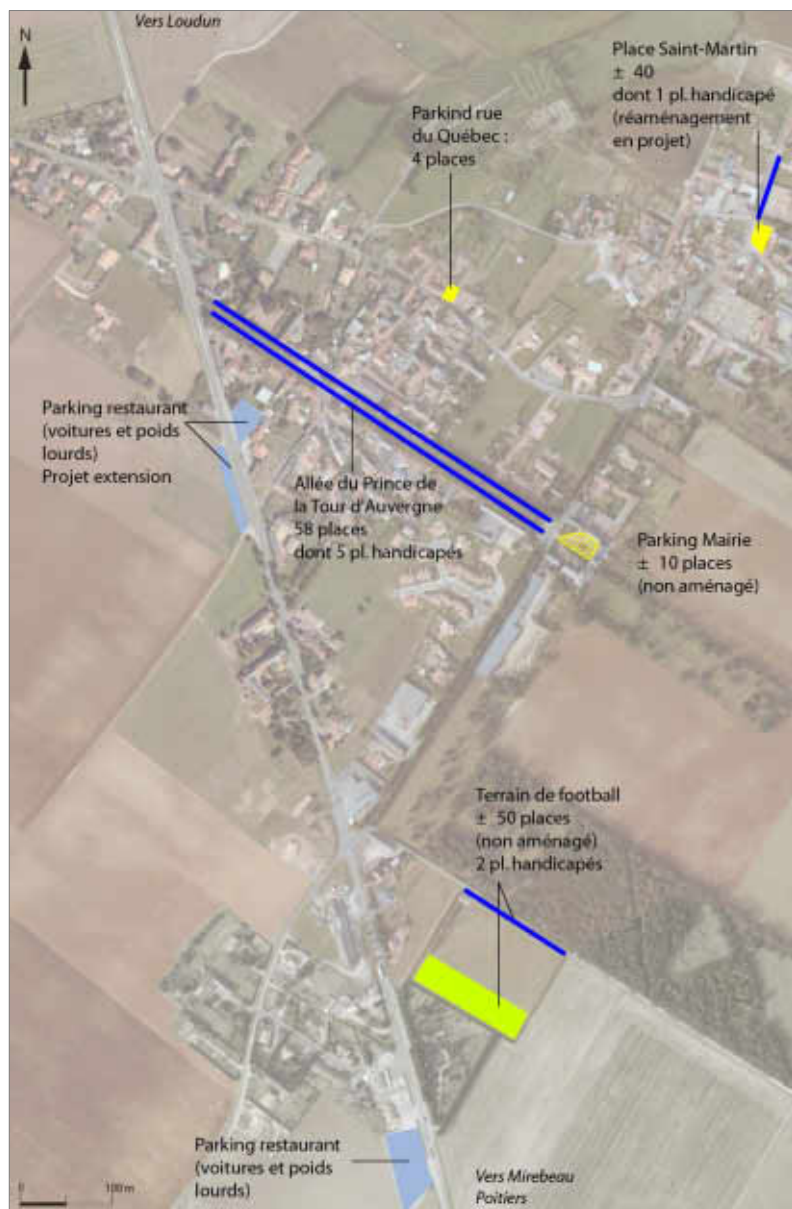 Vers Loudun
N
Place Saint-Martin
± 40
dont 1 pl. handicapé
(réaménagement
en projet)
Parkind rue
du Québec :
4 places
Parking restaurant
(voitures et poids
lourds)
Projet extension
Allée du Prince de
la Tour d'Auvergne
58 places
dont 5 pl. handicapés
Parking Mairie
± 10 places
(non aménagé)
Terrain de football
± 50 places
(non aménagé)
2 pl. handicapés
Parking restaurant
(voitures et poids
lourds)
Vers Mirebeau
Poitiers
0 100 m